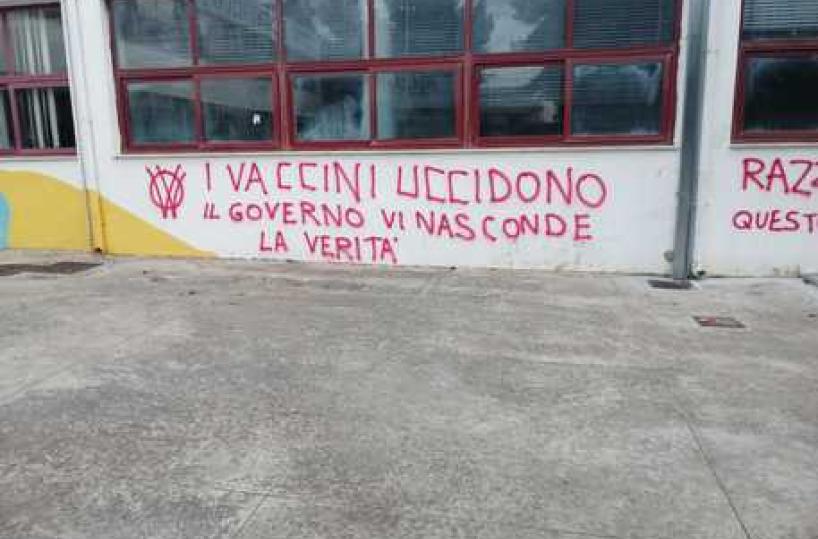 I VACCINI UCCIDONO
IL GOVERNO VI NASCONDE
LA VERITA'